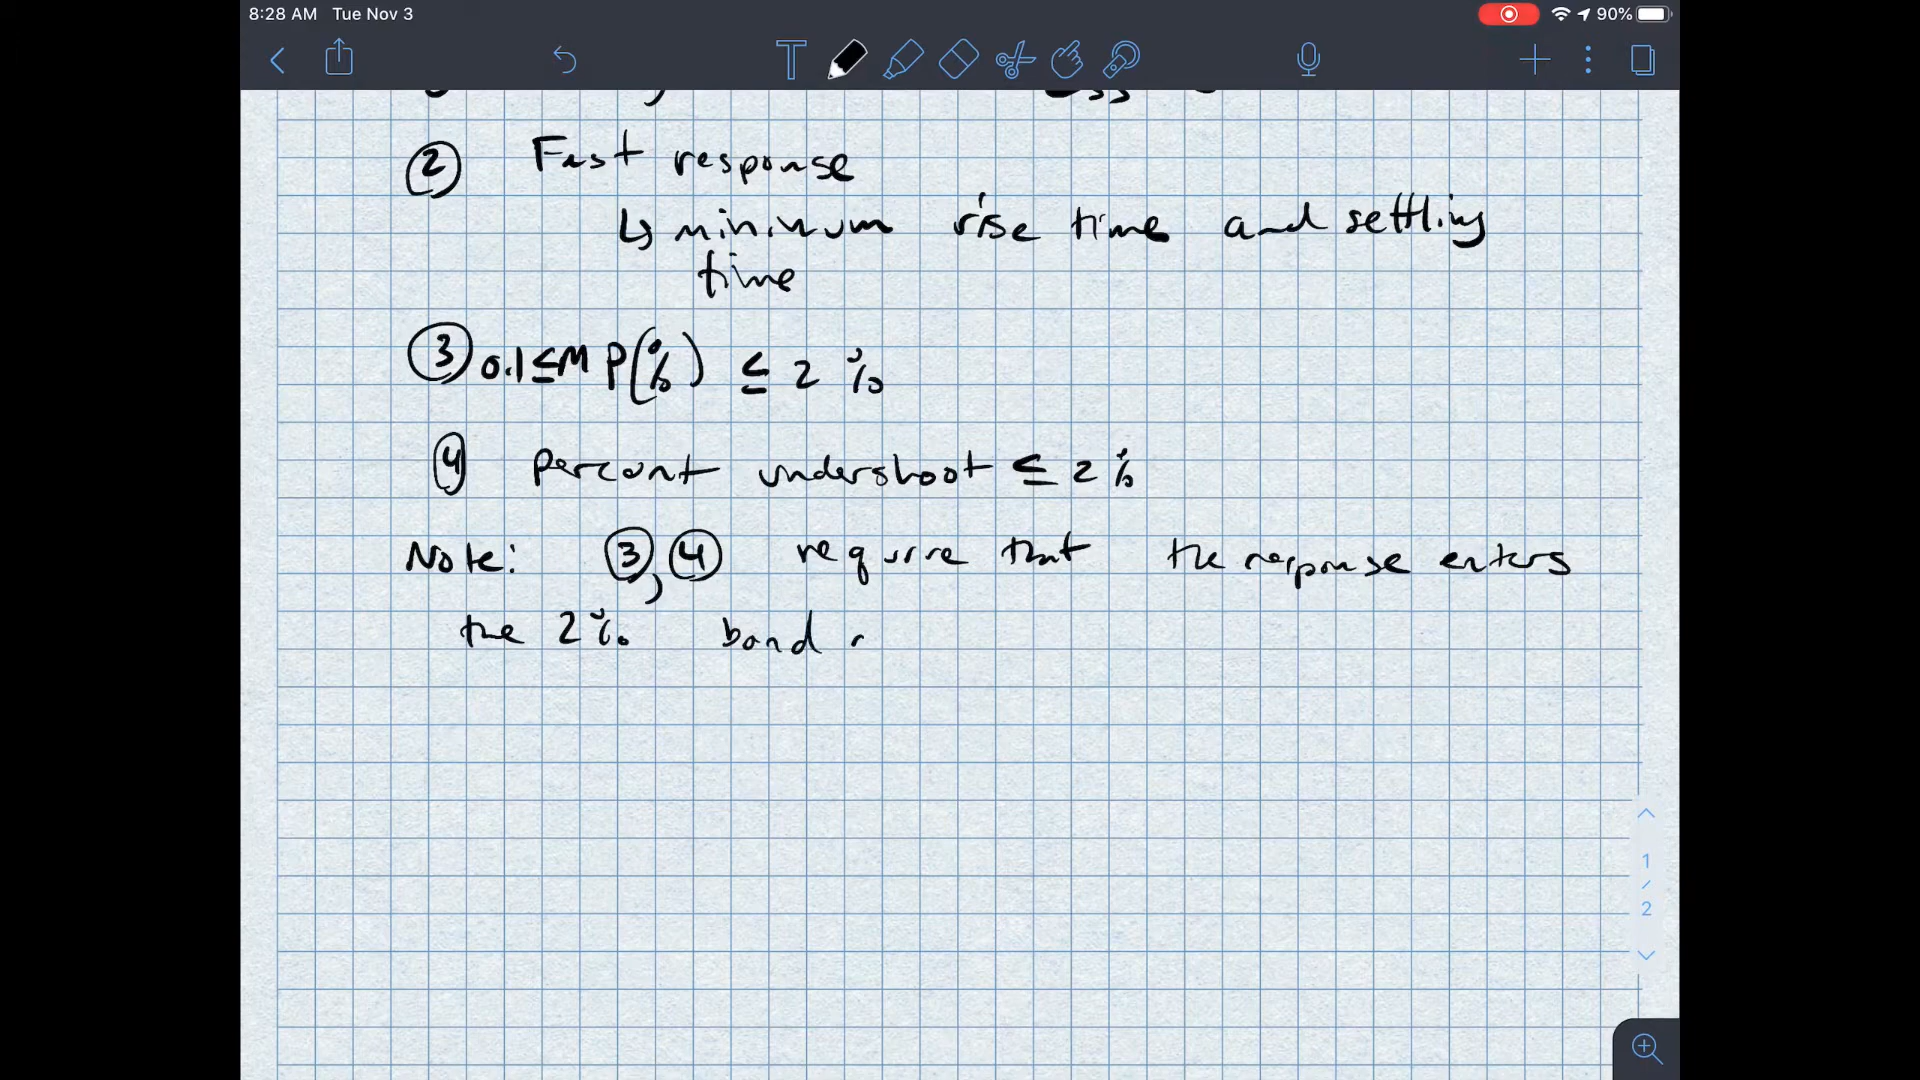 8:28 AM Tue Nov 3 90%
T
② Fast response
↳ minimum rise time and settling
time
③ 0.1 ≤ M P(%) ≤ 2 %
④ percent undershoot ≤ 2 %
Note: ③, ④ require that the response enters
the 2% band
1
/
2